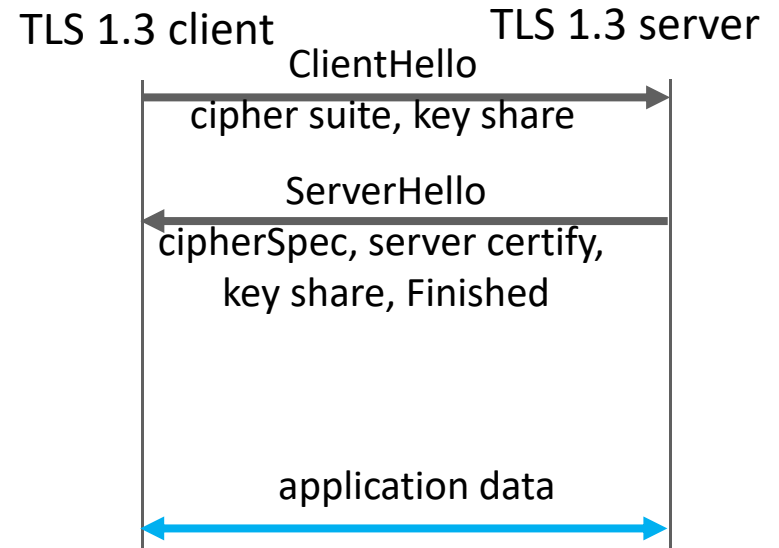 TLS 1.3 client
TLS 1.3 server
ClientHello
cipher suite, key share
ServerHello
cipherSpec, server certify,
key share, Finished
application data